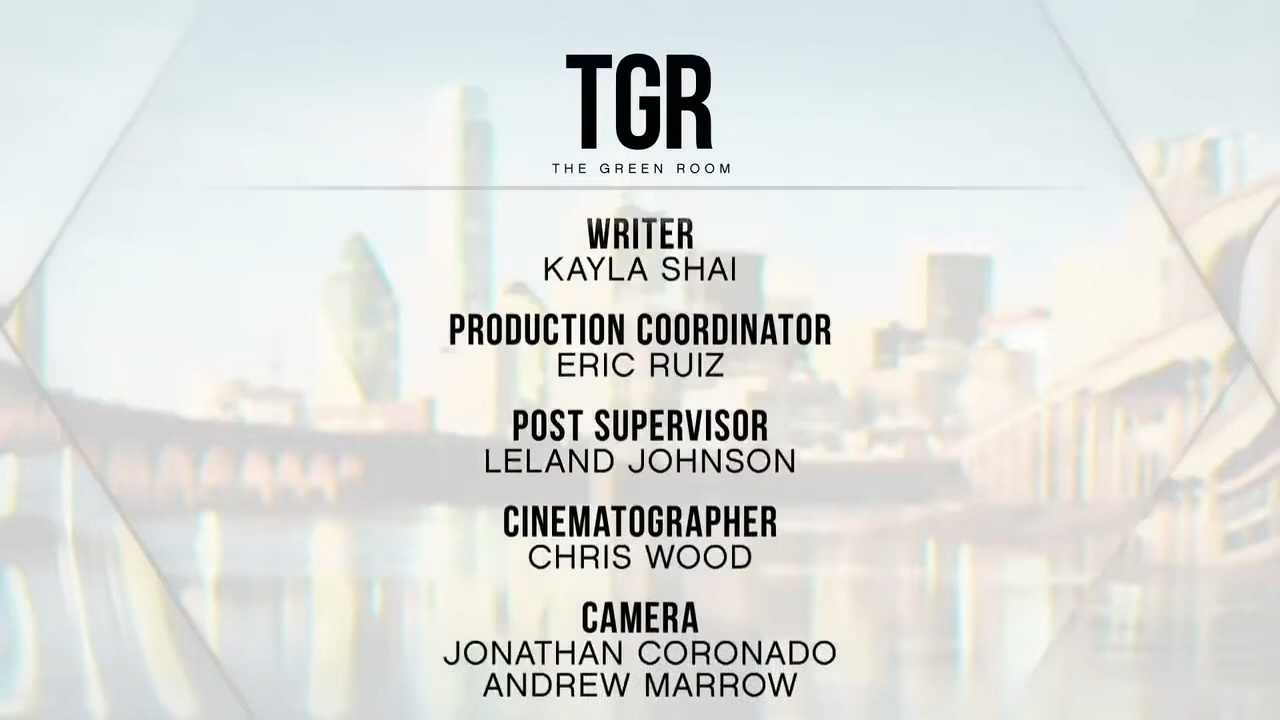 TGR
THE GREEN ROOM
WRITER
KAYLA SHAI
PRODUCTION COORDINATOR
ERIC RUIZ
POST SUPERVISOR
LELAND JOHNSON
CINEMATOGRAPHER
CHRIS WOOD
CAMERA
JONATHAN CORONADO
ANDREW MARROW